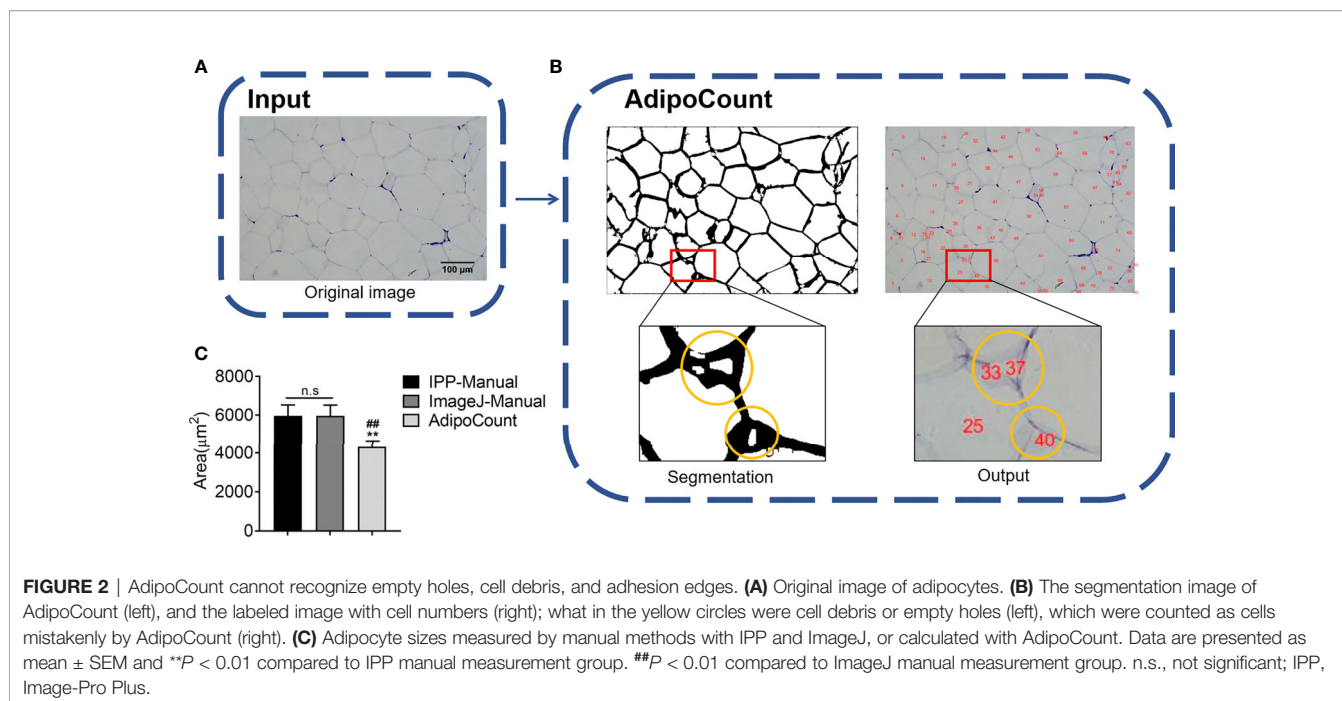 A
Input
100 μm
Original image
B
AdipoCount
Segmentation
33 37
25
40
Output
C
8000
6000
4000
2000
0
Area(μm²)
n.s
##
**
IPP-Manual
ImageJ-Manual
AdipoCount
FIGURE 2 | AdipoCount cannot recognize empty holes, cell debris, and adhesion edges. (A) Original image of adipocytes. (B) The segmentation image of
AdipoCount (left), and the labeled image with cell numbers (right); what in the yellow circles were cell debris or empty holes (left), which were counted as cells
mistakenly by AdipoCount (right). (C) Adipocyte sizes measured by manual methods with IPP and ImageJ, or calculated with AdipoCount. Data are presented as
mean ± SEM and **P < 0.01 compared to IPP manual measurement group. ##P < 0.01 compared to ImageJ manual measurement group. n.s., not significant; IPP,
Image-Pro Plus.